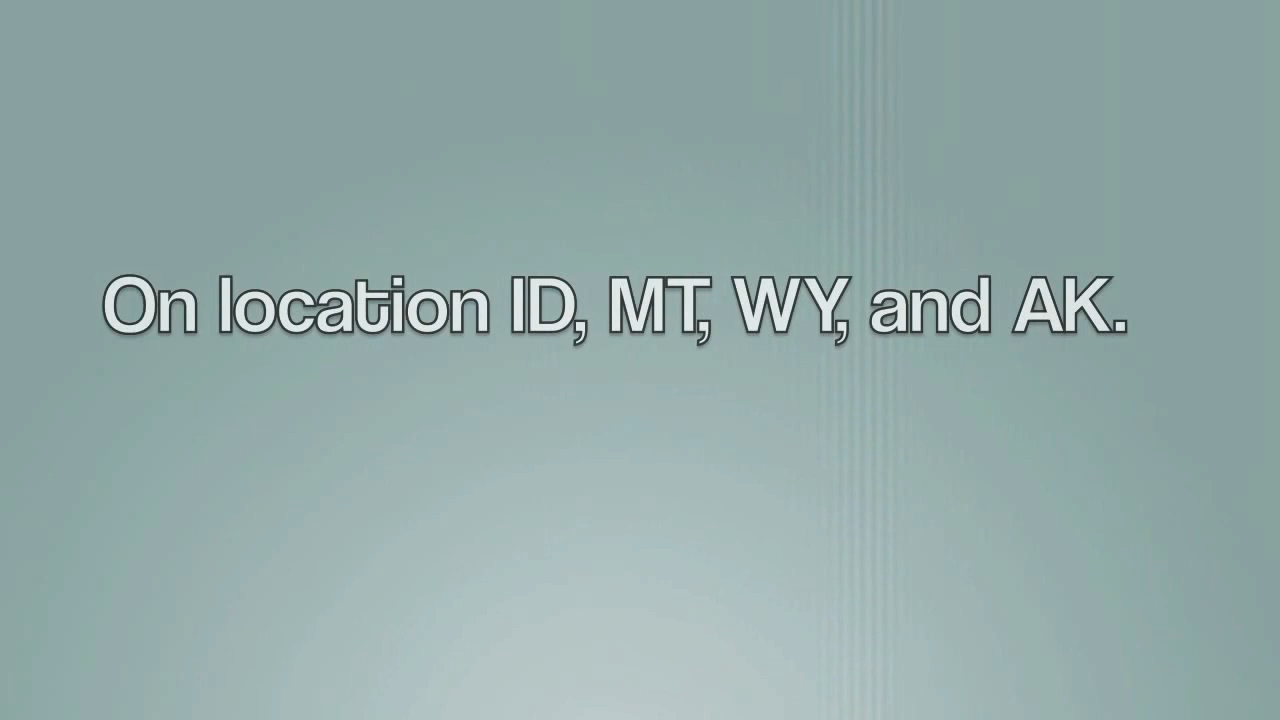 On location ID, MT, WY, and AK.